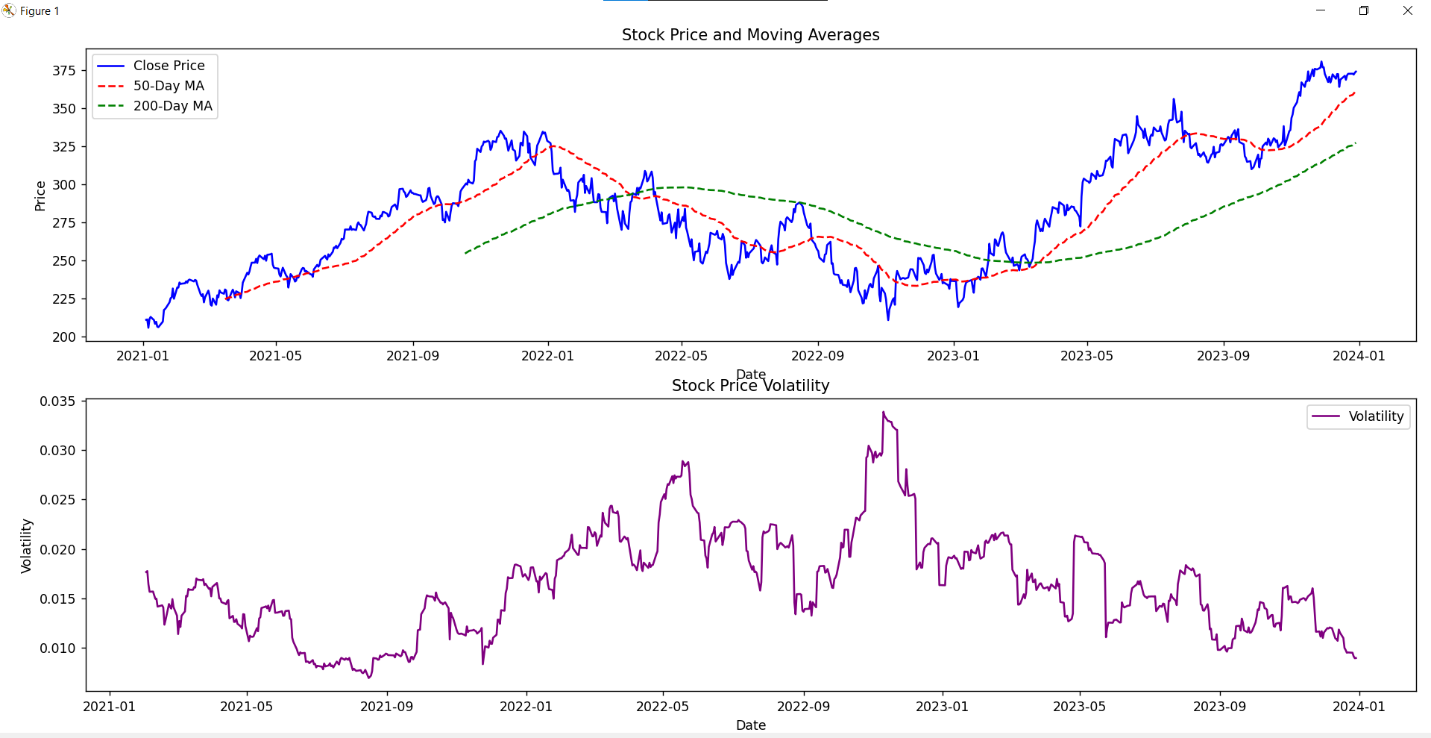 Figure 1
Stock Price and Moving Averages
Close Price
50-Day MA
200-Day MA
375
350
325
300
275
250
225
200
Price
2021-01 2021-05 2021-09 2022-01 2022-05 2022-09 2023-01 2023-05 2023-09 2024-01
Date
Stock Price Volatility
Volatility
0.035
0.030
0.025
0.020
0.015
0.010
Volatility
2021-01 2021-05 2021-09 2022-01 2022-05 2022-09 2023-01 2023-05 2023-09 2024-01
Date